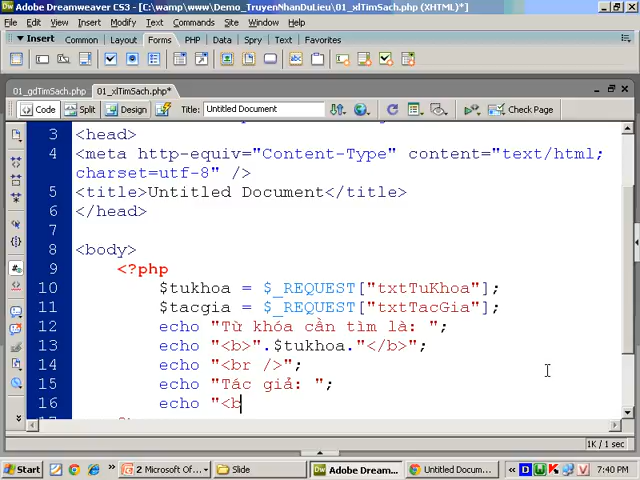 Adobe Dreamweaver CS3 - [C:\wamp\www\Demo_TruyenNhanDuLieu\01_xlTimSach.php (XHTML)*]
File Edit View Insert Modify Text Commands Site Window Help
Insert Common Layout Forms PHP Data Spry Text Favorites
01_gdTimSach.php 01_xlTimSach.php*
Code Split Design Title: Untitled Document Check Page
3 <head>
4 <meta http-equiv="Content-Type" content="text/html;
charset=utf-8" />
5 <title>Untitled Document</title>
6 </head>
7
8 <body>
9 <?php
10 $tukhoa = $_REQUEST["txtTuKhoa"];
11 $tacgia = $_REQUEST["txtTacGia"];
12 echo "Từ khóa cần tìm là: ";
13 echo "<b>".$tukhoa."</b>";
14 echo "<br />";
15 echo "Tác giả: ";
16 echo "<b
1K / 1 sec
Start 2 Microsoft Of... Slide Adobe Drea... Untitled Docum... 7:40 PM